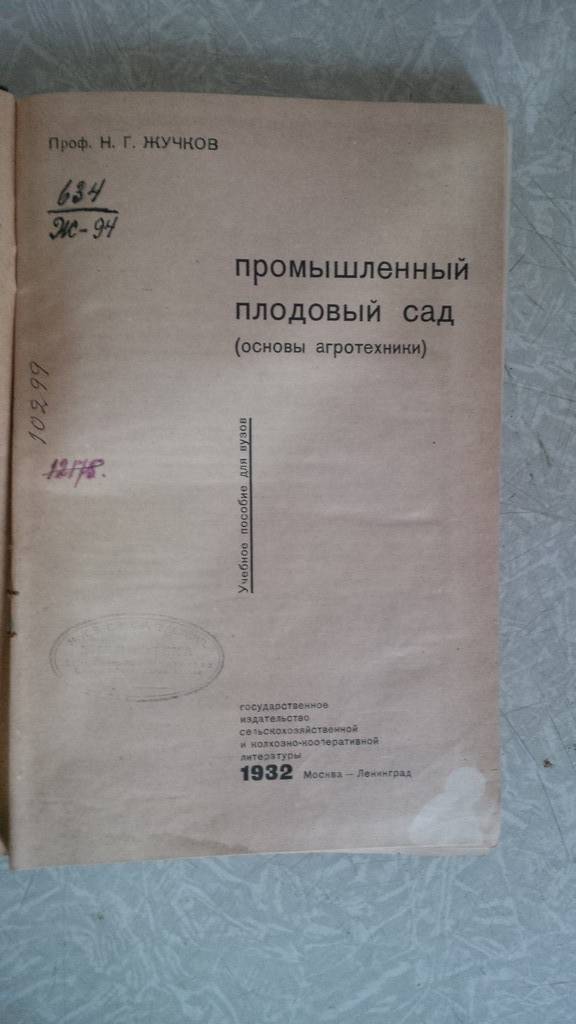 Проф. Н. Г. ЖУЧКОВ
634
Ж-94
промышленный
плодовый сад
(основы агротехники)
10299
12178.
Учебное пособие для вузов
государственное
издательство
сельскохозяйственной
и колхозно-кооперативной
литературы
1932 Москва — Ленинград